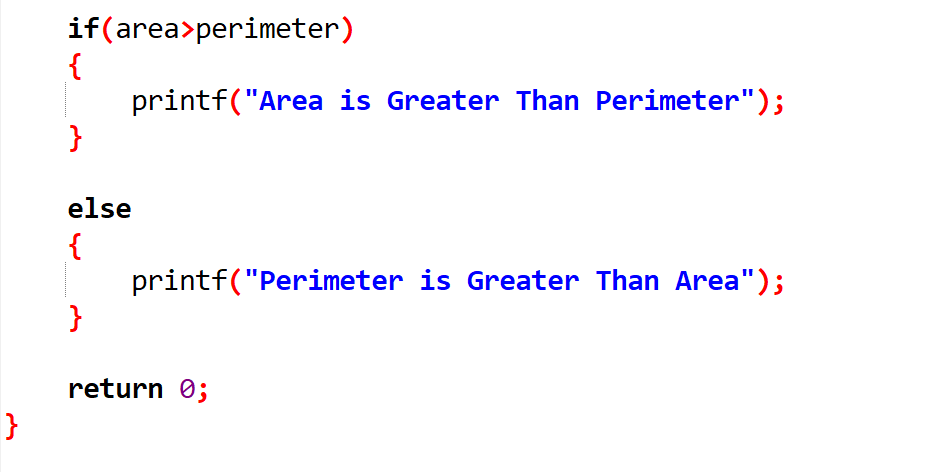 if(area>perimeter)
{
printf("Area is Greater Than Perimeter");
}
else
{
printf("Perimeter is Greater Than Area");
}
return 0;
}